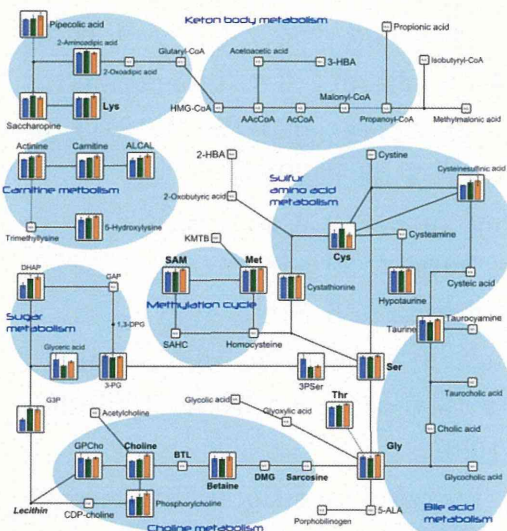 Keton body metabolism
Pipecolic acid
Propionic acid
2-Aminoadipic acid
Glutaryl-CoA
Acetoacetic acid
3-HBA
Isobutyryl-CoA
2-Oxoadipic acid
Malonyl-CoA
Lys
HMG-CoA
AAcCoA
AcCoA
Propanoyl-CoA
Methylmalonic acid
Saccharopine
Actinine
Carnitine
ALCAL
2-HBA
Cystine
Carnitine metbolism
Sulfur
amino acid
metabolism
Cysteinesulfinic acid
2-Oxobutyric acid
5-Hydroxylysine
Trimethyllysine
KMTB
Cys
Cysteamine
SAM
Met
DHAP
GAP
Cystathionine
Hypotaurine
Cysteic acid
Sugar
metabolism
Methylation cycle
1,3-DPG
Taurine
Taurocyamine
SAHC
Homocysteine
Glyceric acid
3-PG
3PSer
Ser
Thr
Taurocholic acid
G3P
Acetylcholine
Glycolic acid
Glyoxylic acid
Cholic acid
GPCho
Choline
BTL
Gly
Betaine
DMG
Sarcosine
Glycocholic acid
Lecithin
CDP-choline
Phosphorylcholine
5-ALA
Porphobilinogen
Choline metabolism
Bile acid
metabolism